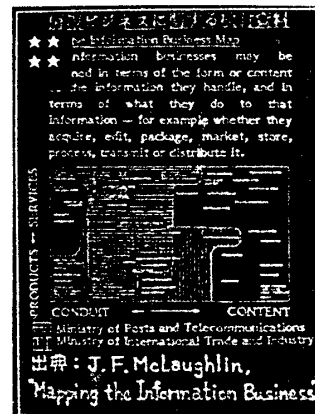 The Information Business Map
Information businesses may be
ned in terms of the form or content
the information they handle, and in
terms of what they do to that
information — for example whether they
acquire, edit, package, market, store,
process, transmit or distribute it.
PRODUCTS ↔ SERVICES
CONDUIT ↔ CONTENT
Ministry of Posts and Telecommunications
Ministry of International Trade and Industry
出典：J. F. McLaughlin,
"Mapping the Information Business"